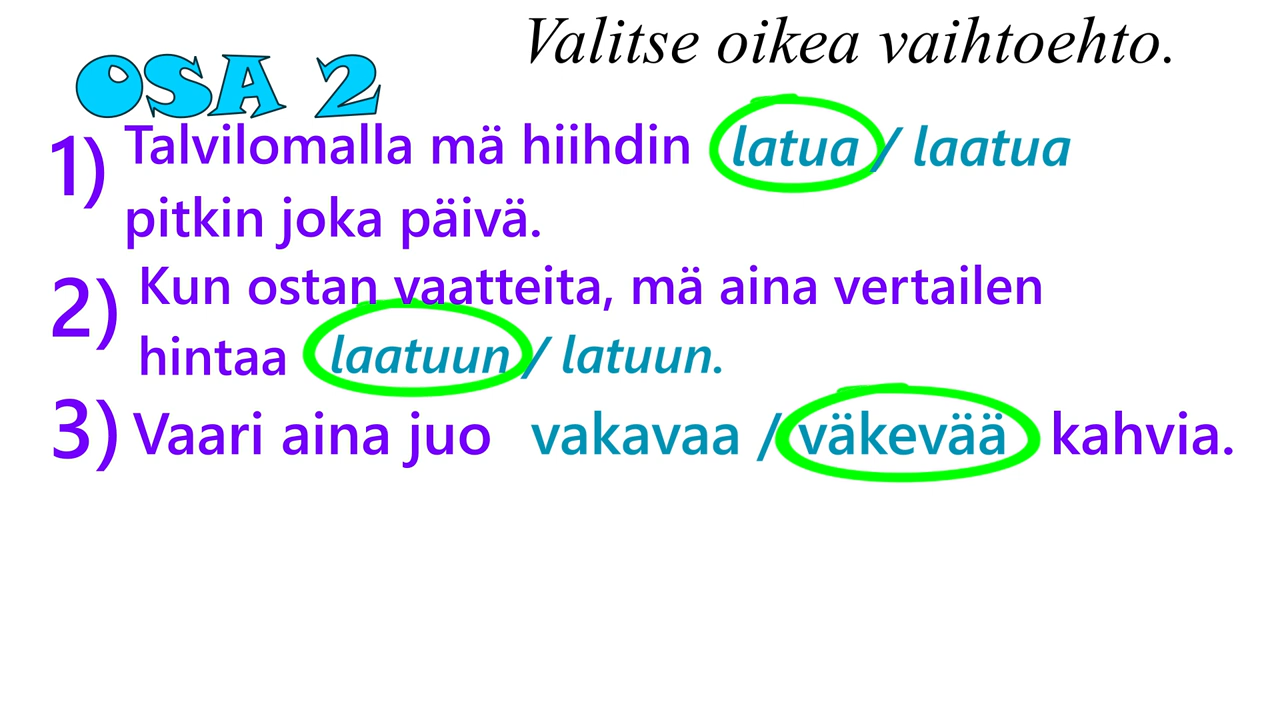 Valitse oikea vaihtoehto.
OSA 2
1) Talvilomalla mä hiihdin latua / laatua
pitkin joka päivä.
2) Kun ostan vaatteita, mä aina vertailen
hintaa laatuun / latuun.
3) Vaari aina juo vakavaa / väkevää kahvia.